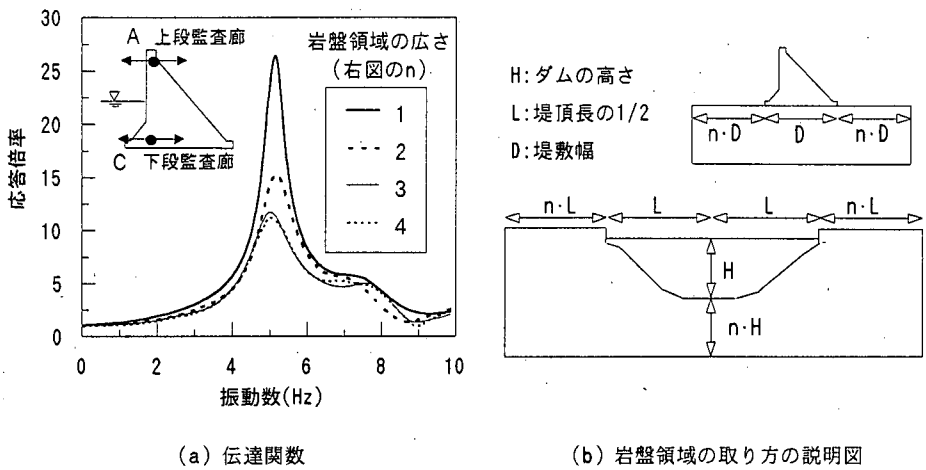 30
25
20
15
10
5
0
応答倍率
A 上段監査廊
C 下段監査廊
岩盤領域の広さ
(右図のn)
1
2
3
4
0 2 4 6 8 10
振動数(Hz)
(a) 伝達関数
H:ダムの高さ
L:堤頂長の1/2
D:堤敷幅
n・D D n・D
n・L L L n・L
H
n・H
(b) 岩盤領域の取り方の説明図